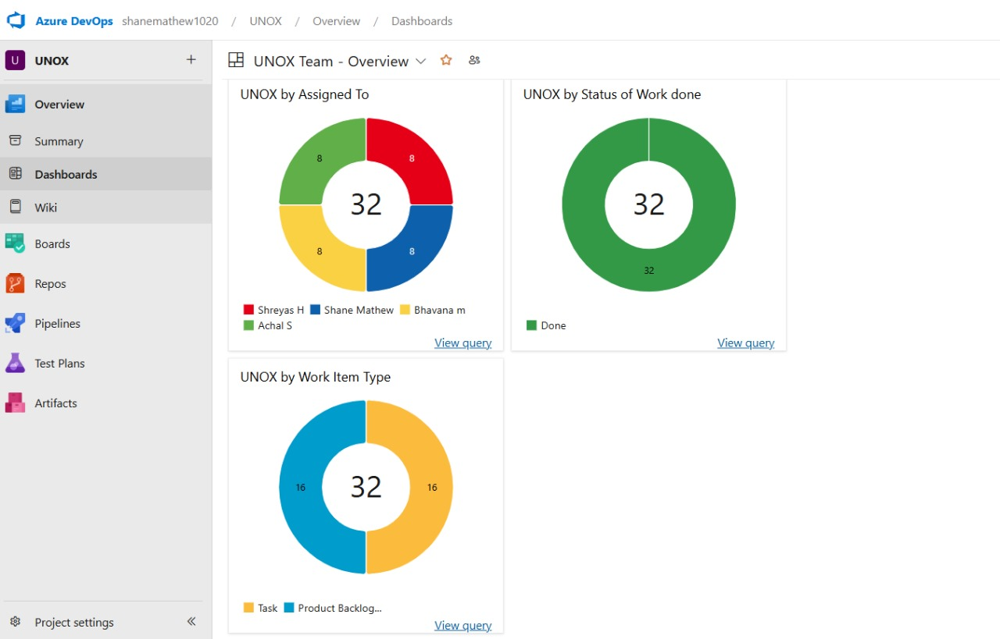 Azure DevOps shanemathew1020 / UNOX / Overview / Dashboards
U UNOX +
Overview
Summary
Dashboards
Wiki
Boards
Repos
Pipelines
Test Plans
Artifacts
Project settings
UNOX Team - Overview
UNOX by Assigned To
8 8
32
8 8
Shreyas H Shane Mathew Bhavana m
Achal S
View query
UNOX by Status of Work done
32
32
Done
View query
UNOX by Work Item Type
16 32 16
Task Product Backlog...
View query